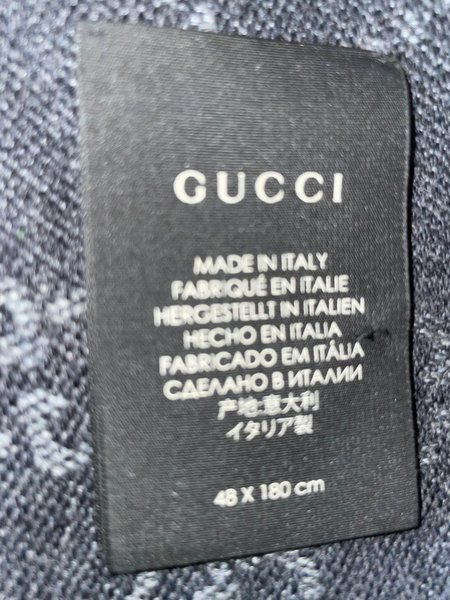 GUCCI
MADE IN ITALY
FABRIQUÉ EN ITALIE
HERGESTELLT IN ITALIEN
HECHO EN ITALIA
FABRICADO EM ITÁLIA
СДЕЛАНО В ИТАЛИИ
产地:意大利
イタリア製
48 X 180 cm